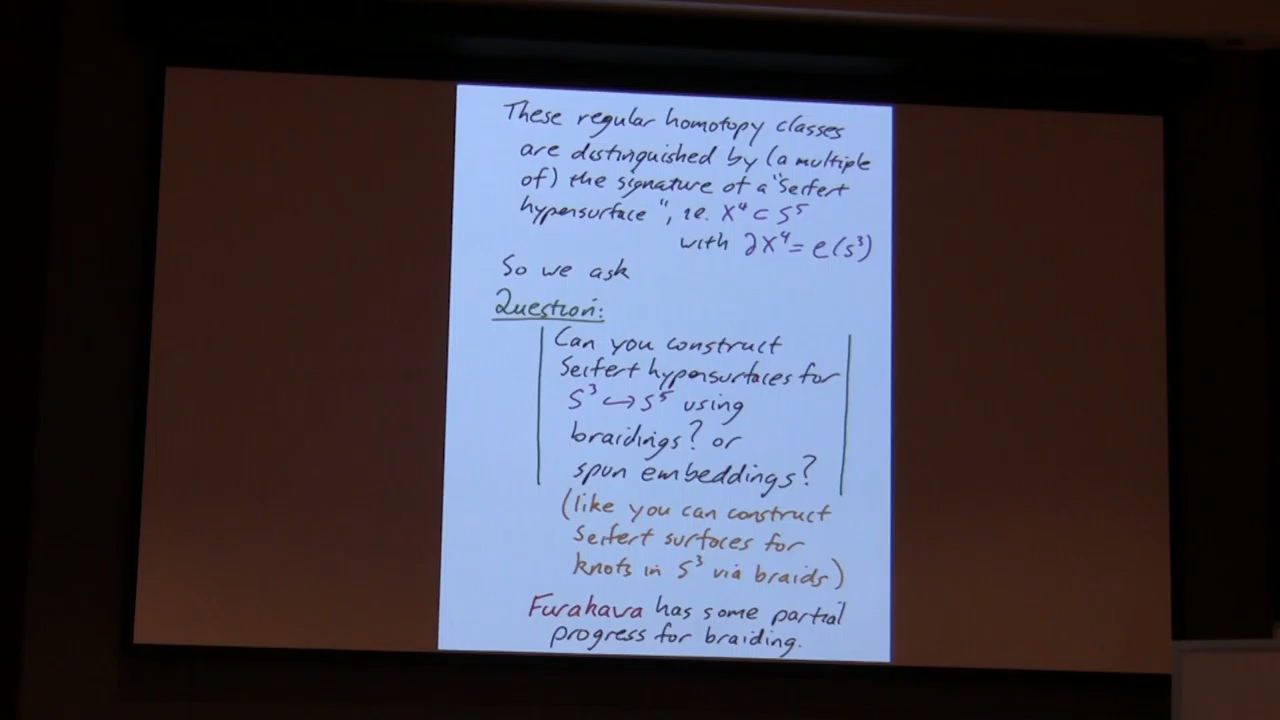 These regular homotopy classes
are distinguished by (a multiple
of) the signature of a "Seifert
hypersurface", ie. X⁴ ⊂ S⁵
with ∂X⁴ = e(S³)
So we ask
Question:
Can you construct
Seifert hypersurfaces for
S³ ↪ S⁵ using
braidings? or
spun embeddings?
(like you can construct
Seifert surfaces for
knots in S³ via braids)
Furakava has some partial
progress for braiding.